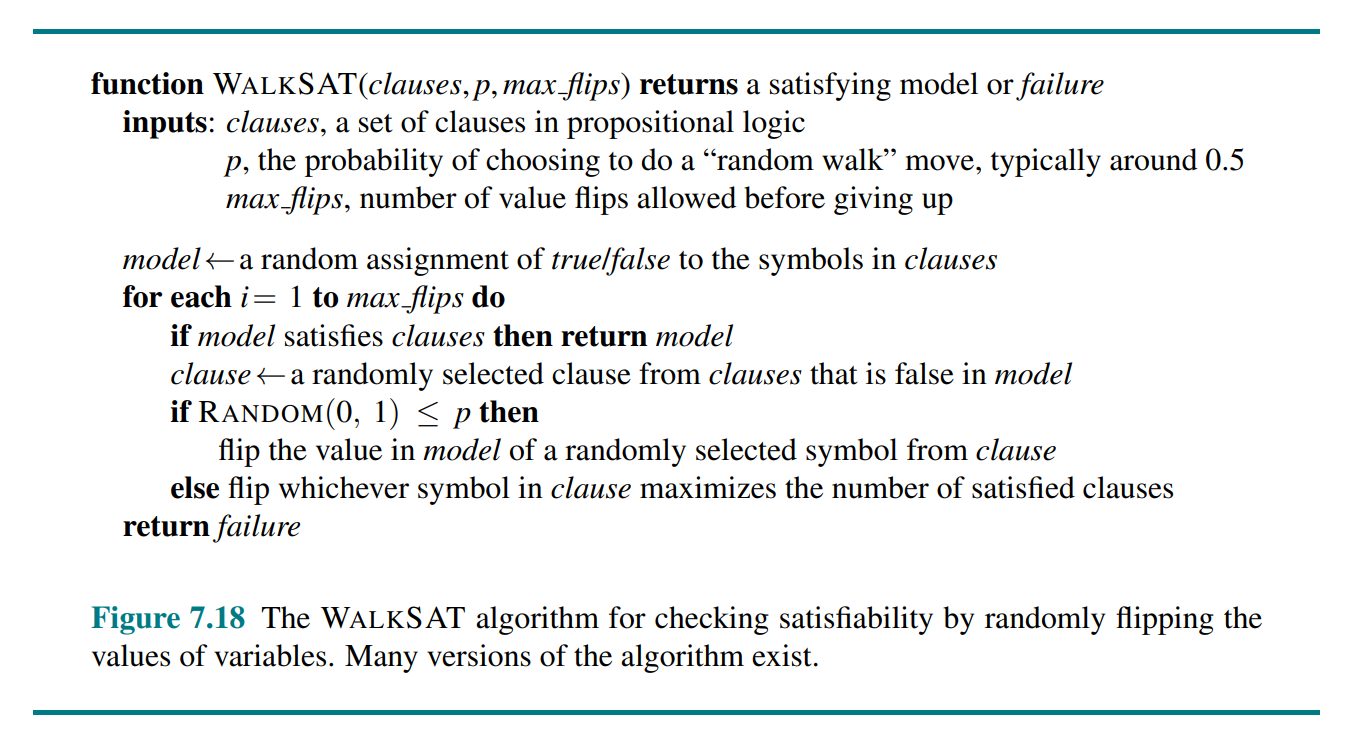 function WALKSAT(clauses, p, max_flips) returns a satisfying model or failure
inputs: clauses, a set of clauses in propositional logic
p, the probability of choosing to do a “random walk” move, typically around 0.5
max_flips, number of value flips allowed before giving up
model ← a random assignment of true/false to the symbols in clauses
for each i = 1 to max_flips do
if model satisfies clauses then return model
clause ← a randomly selected clause from clauses that is false in model
if RANDOM(0, 1) ≤ p then
flip the value in model of a randomly selected symbol from clause
else flip whichever symbol in clause maximizes the number of satisfied clauses
return failure
Figure 7.18 The WALKSAT algorithm for checking satisfiability by randomly flipping the
values of variables. Many versions of the algorithm exist.